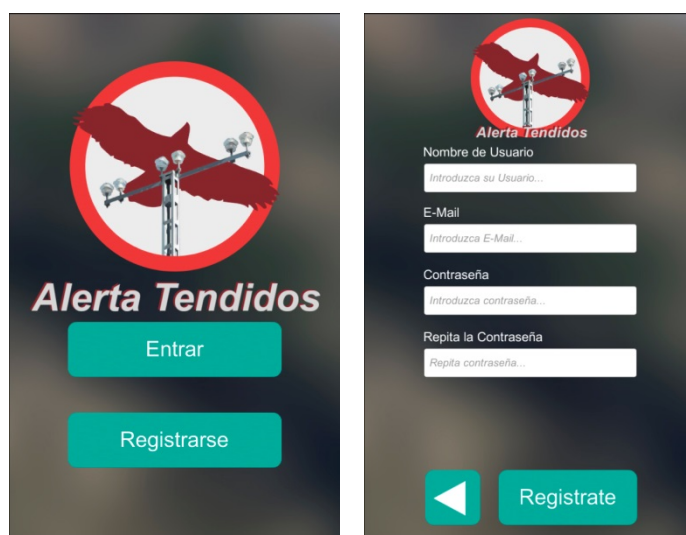 Alerta Tendidos
Entrar
Registrarse
Alerta Tendidos
Nombre de Usuario
Introduzca su Usuario...
E-Mail
Introduzca E-Mail...
Contraseña
Introduzca contraseña...
Repita la Contraseña
Repita contraseña...
Registrate